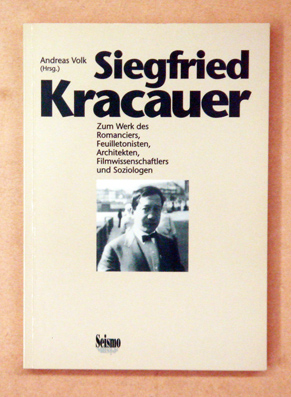 Andreas Volk
(Hrsg.)
Siegfried
Kracauer
Zum Werk des
Romanciers,
Feuilletonisten,
Architekten,
Filmwissenschaftlers
und Soziologen
Seismo